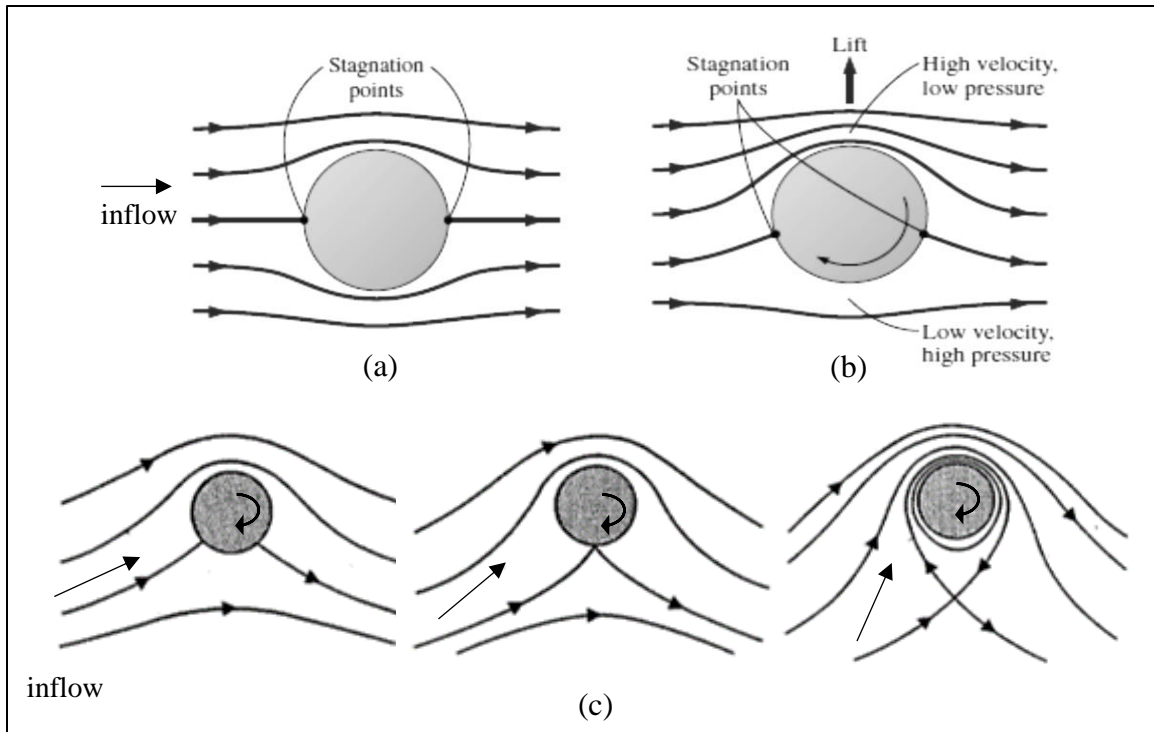 Stagnation
points
inflow
(a)
Lift
Stagnation
points
High velocity,
low pressure
Low velocity,
high pressure
(b)
inflow
(c)